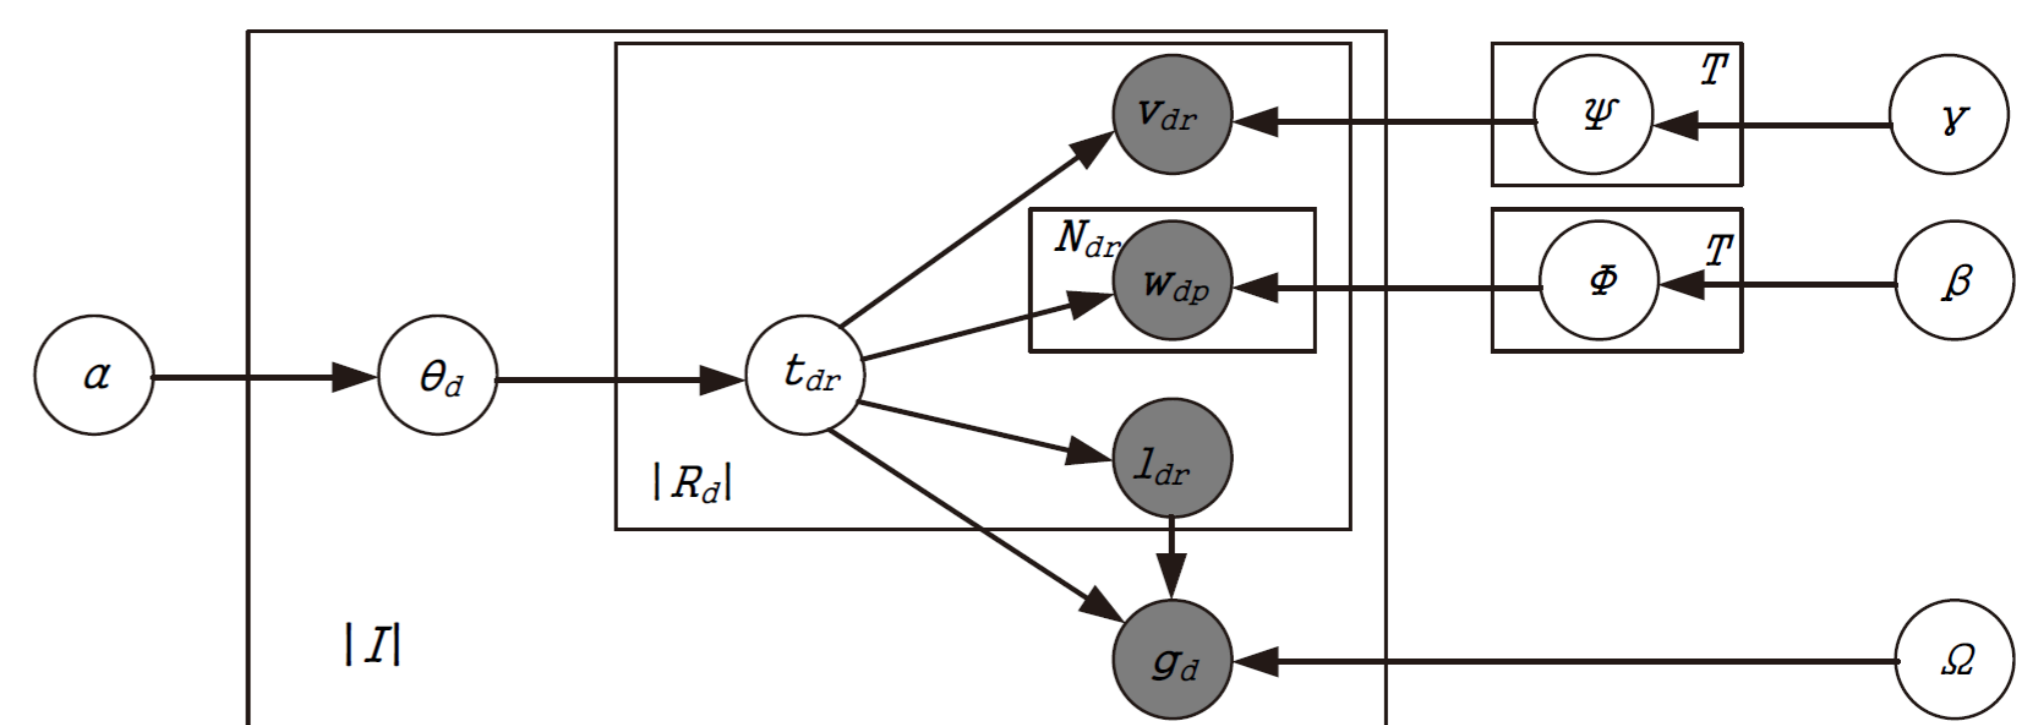 v_dr
Ψ
T
γ
N_dr
w_dp
Φ
T
β
α
θ_d
t_dr
l_dr
|R_d|
|I|
g_d
Ω